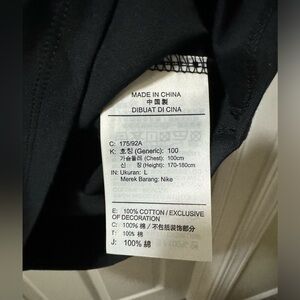 MADE IN CHINA
中国製
DIBUAT DI CINA
C: 175/92A
K: 호칭 (Generic): 100
가슴둘레 (Chest): 100cm
신 장 (Height): 170-180cm
IN: Ukuran: L
Merek Barang: Nike
E: 100% COTTON / EXCLUSIVE
OF DECORATION
C: 100% 棉 / 不包括装饰部分
T: 100% 棉
J: 100% 綿